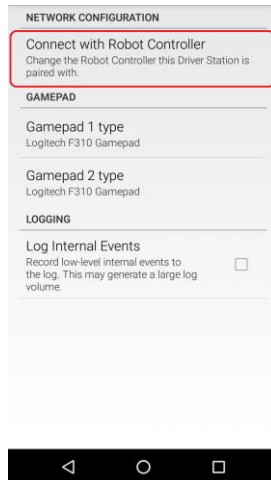 NETWORK CONFIGURATION
Connect with Robot Controller
Change the Robot Controller this Driver Station is
paired with.
GAMEPAD
Gamepad 1 type
Logitech F310 Gamepad
Gamepad 2 type
Logitech F310 Gamepad
LOGGING
Log Internal Events
Record low-level internal events to
the log. This may generate a large log
volume.